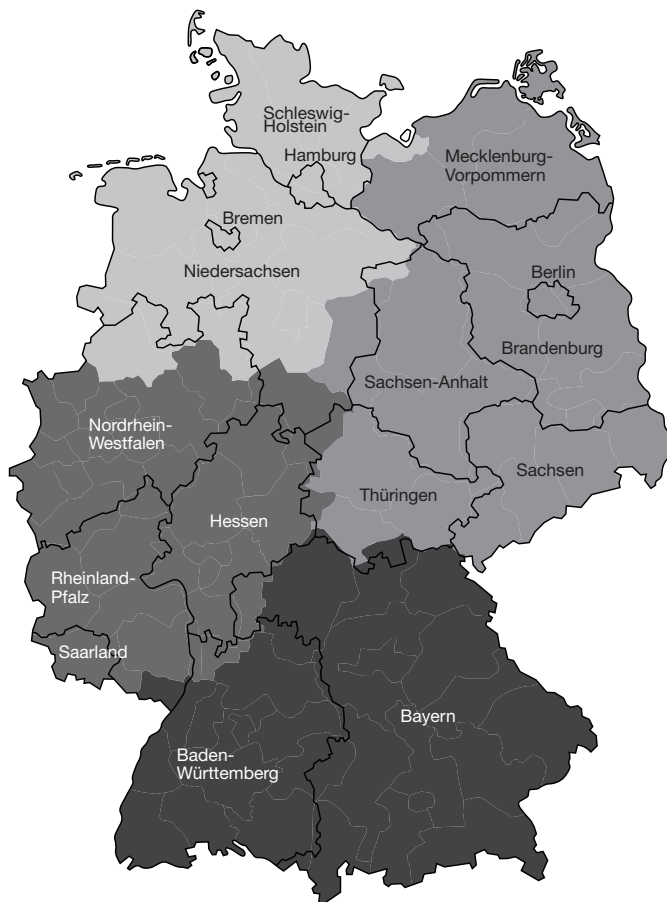 Schleswig-
Holstein
Hamburg
Mecklenburg-
Vorpommern
Bremen
Niedersachsen
Berlin
Brandenburg
Sachsen-Anhalt
Nordrhein-
Westfalen
Sachsen
Thüringen
Hessen
Rheinland-
Pfalz
Saarland
Bayern
Baden-
Württemberg